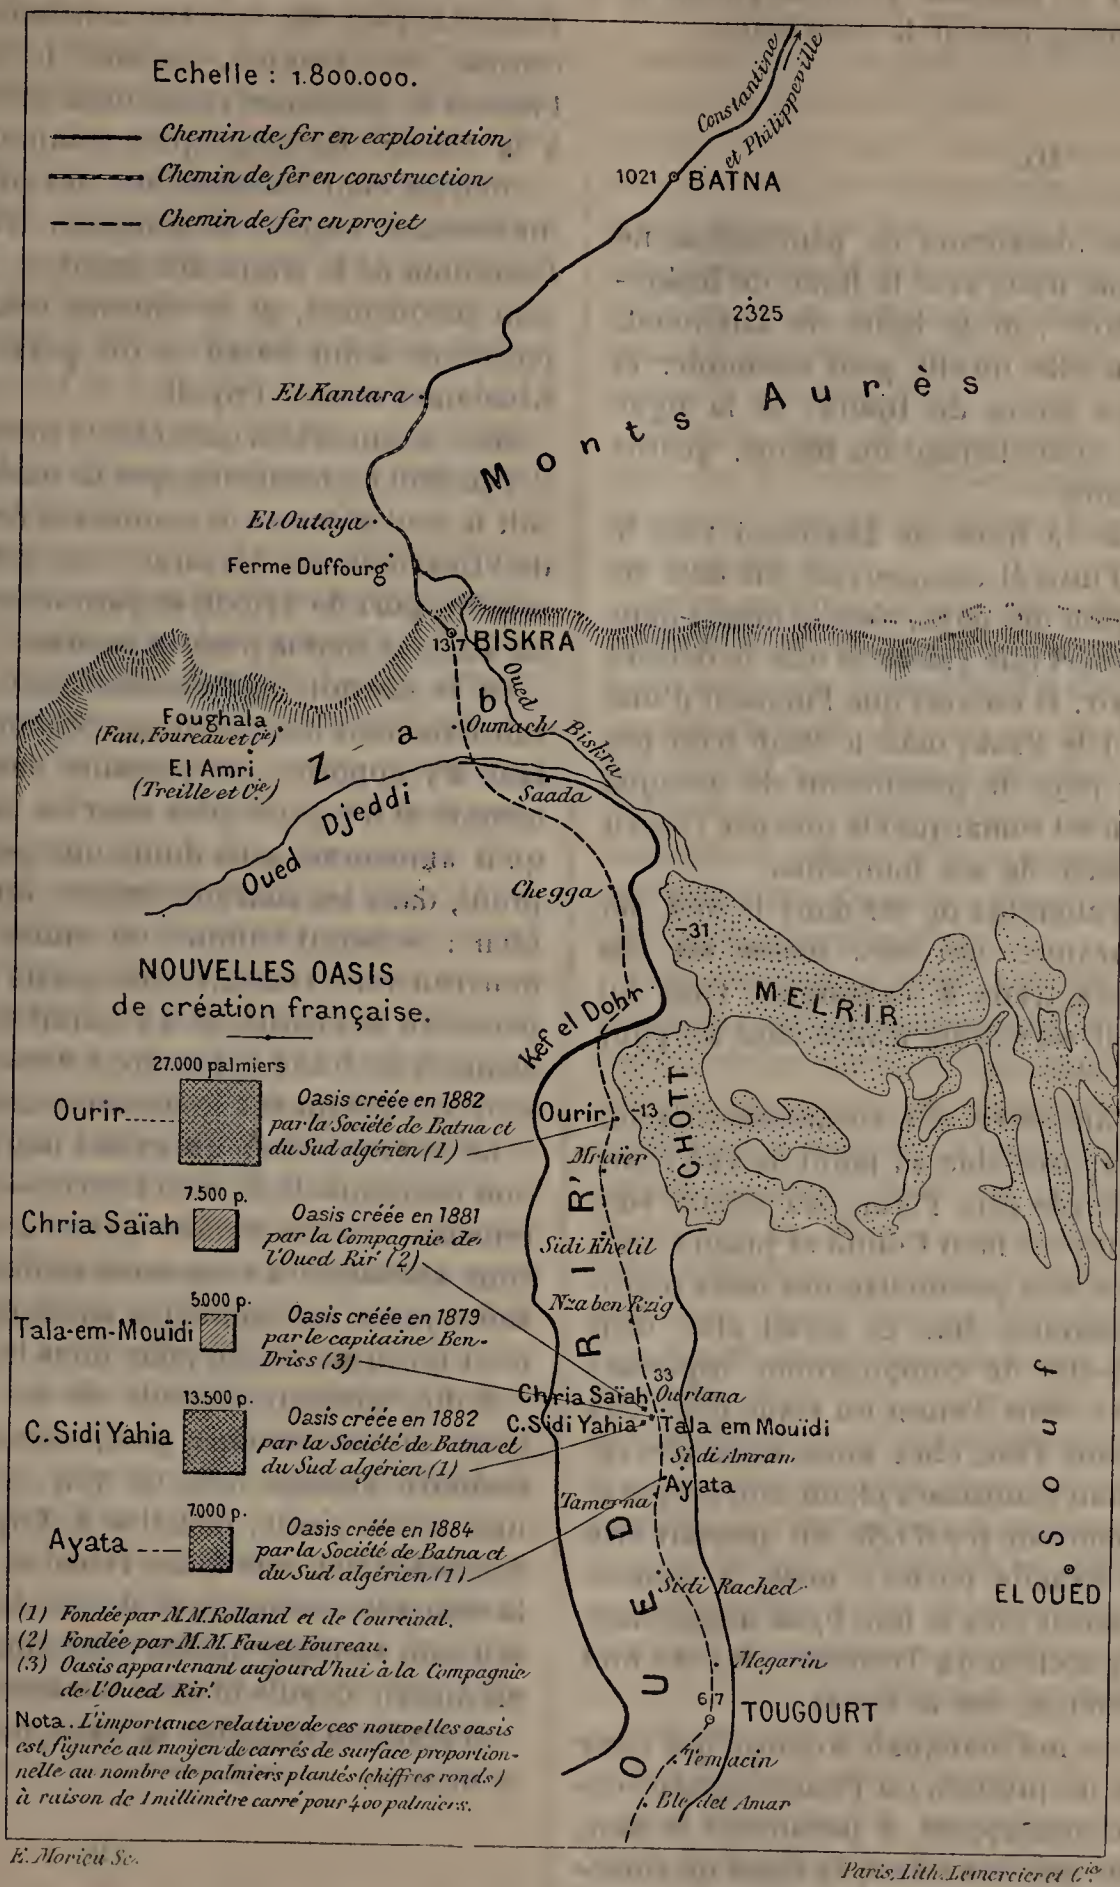 Echelle : 1.800.000.
Chemin de fer en exploitation
Chemin de fer en construction
Chemin de fer en projet
Constantine
et Philippeville
1021 BATNA
2325
Monts Aurès
El Kantara
El Outaya
Ferme Duffourg
137 BISKRA
Oued Biskra
Foughala
(Fau, Foureau et Cie)
El Amri
(Treille et Cie)
Zab
Oumach
Saada
Oued Djeddi
Chegga
-31
MELRIR
CHOTT
Kef el Dohr
NOUVELLES OASIS
de création française.
27.000 palmiers
Ourir
Oasis créée en 1882
par la Société de Batna et
du Sud algérien (1)
7.500 p.
Chria Saïah
Oasis créée en 1881
par la Compagnie de
l'Oued Rir' (2)
5.000 p.
Tala-em-Mouïdi
Oasis créée en 1879
par le capitaine Ben-
Driss (3)
13.500 p.
C. Sidi Yahia
Oasis créée en 1882
par la Société de Batna et
du Sud algérien (1)
7.000 p.
Ayata
Oasis créée en 1884
par la Société de Batna et
du Sud algérien (1)
Ourir -13
Mraïer
Sidi Khelil
Nza ben Rzig
33
Chria Saïah Ourlana
C. Sidi Yahia Tala em Mouïdi
Sidi Amran
Ayata
Tamerna
Sidi Rached
Megarin
67
TOUGOURT
Temacin
Bledet Amar
OUED RIR'
Souf
EL OUED
(1) Fondée par M.M. Rolland et de Courcival.
(2) Fondée par M.M. Fau et Foureau.
(3) Oasis appartenant aujourd'hui à la Compagnie
de l'Oued Rir'.
Nota. L'importance relative de ces nouvelles oasis
est figurée au moyen de carrés de surface proportion-
nelle au nombre de palmiers plantés (chiffres ronds)
à raison de 1 millimètre carré pour 400 palmiers.
E. Morieu Sc.
Paris, Lith. Lemercier et Cie.